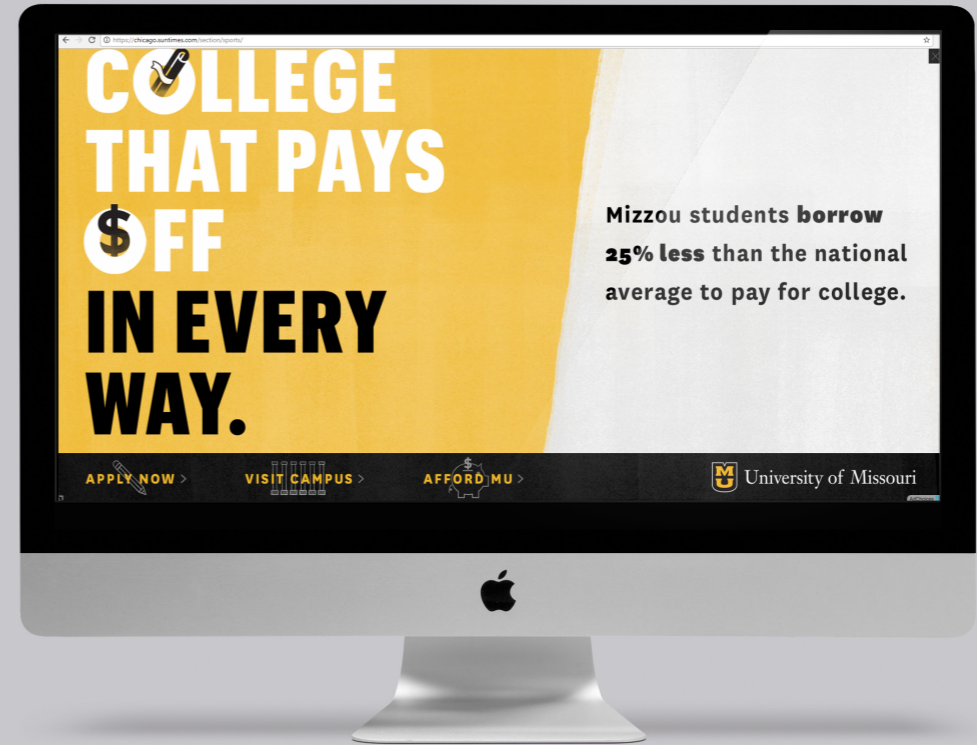 https://chicago.suntimes.com/section/sports/
COLLEGE
THAT PAYS
$OFF
IN EVERY
WAY.
Mizzou students borrow
25% less than the national
average to pay for college.
APPLY NOW >
VISIT CAMPUS >
$
AFFORD MU >
MU
University of Missouri
AdChoices